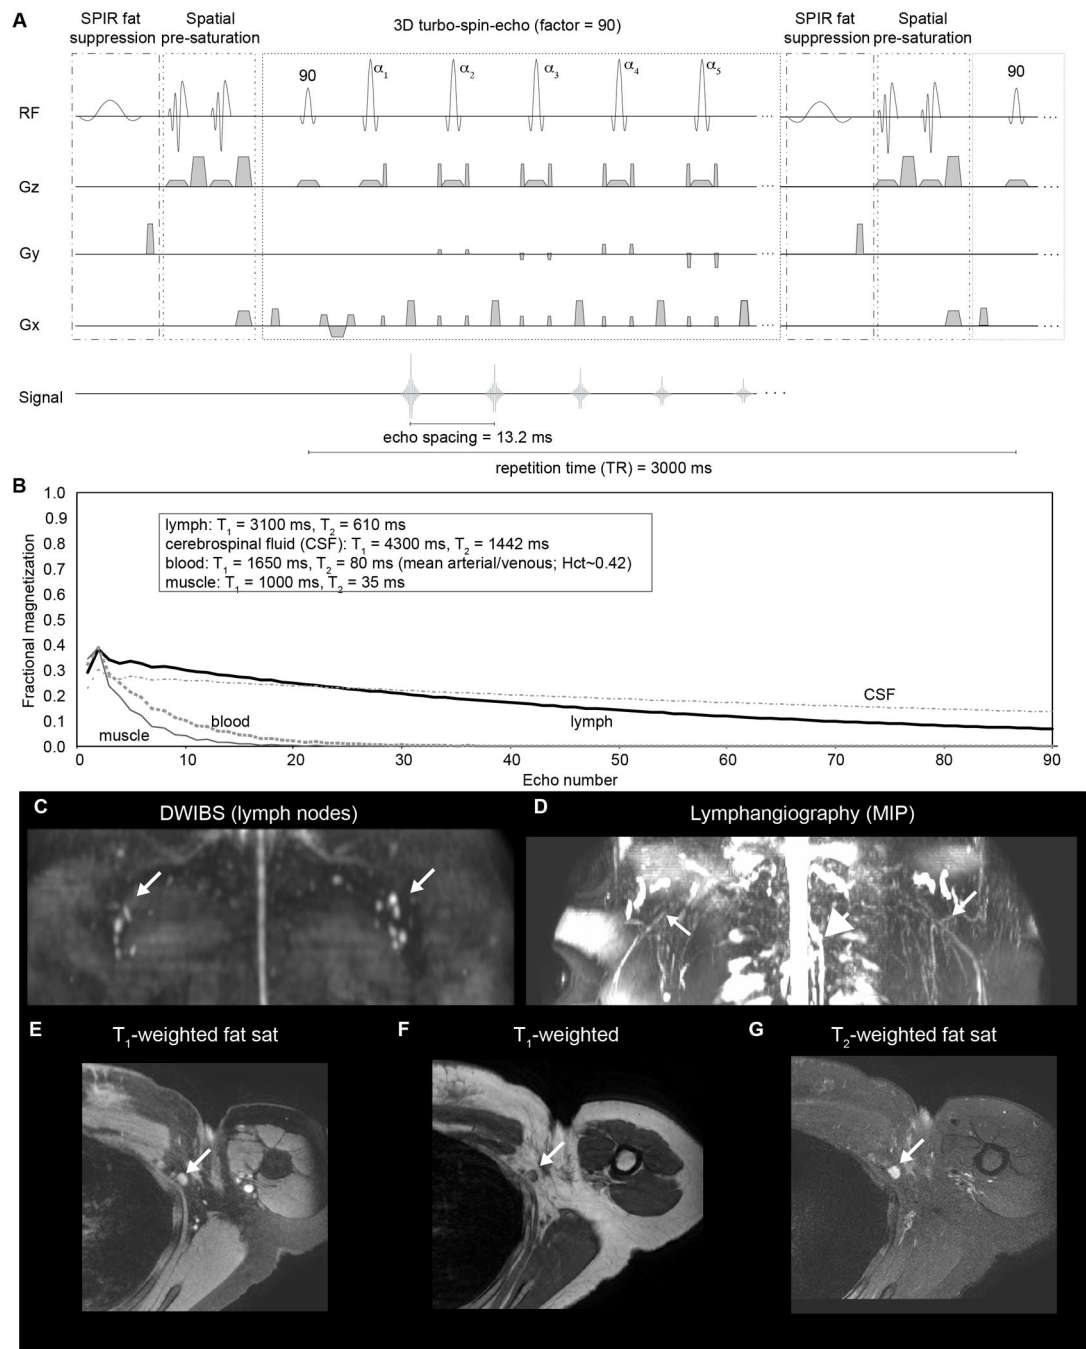 A
SPIR fat suppression
Spatial pre-saturation
3D turbo-spin-echo (factor = 90)
SPIR fat suppression
Spatial pre-saturation
90
α1
α2
α3
α4
α5
90
RF
...
...
Gz
...
...
Gy
...
...
Gx
...
...
Signal
...
echo spacing = 13.2 ms
repetition time (TR) = 3000 ms
B
Fractional magnetization
1.0
0.9
0.8
0.7
0.6
0.5
0.4
0.3
0.2
0.1
0.0
lymph: T1 = 3100 ms, T2 = 610 ms
cerebrospinal fluid (CSF): T1 = 4300 ms, T2 = 1442 ms
blood: T1 = 1650 ms, T2 = 80 ms (mean arterial/venous; Hct~0.42)
muscle: T1 = 1000 ms, T2 = 35 ms
CSF
blood
lymph
muscle
0 10 20 30 40 50 60 70 80 90
Echo number
C
DWIBS (lymph nodes)
D
Lymphangiography (MIP)
E
T1-weighted fat sat
F
T1-weighted
G
T2-weighted fat sat